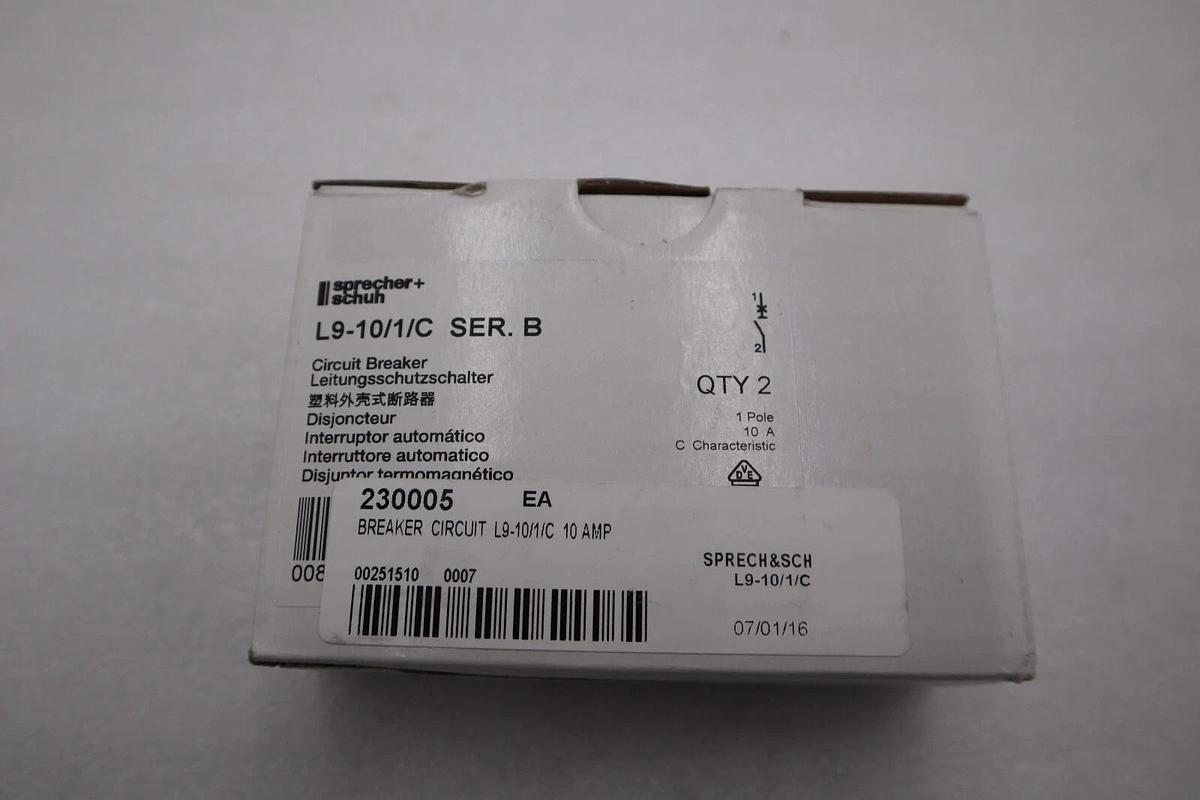 sprecher+
schuh
L9-10/1/C SER. B
Circuit Breaker
Leitungsschutzschalter
塑料外壳式断路器
Disjoncteur
Interruptor automático
Interruttore automatico
Disjuntor termomagnético
1
2
QTY 2
1 Pole
10 A
C Characteristic
DVE
008
230005 EA
BREAKER CIRCUIT L9-10/1/C 10 AMP
00251510 0007
SPRECH&SCH
L9-10/1/C
07/01/16